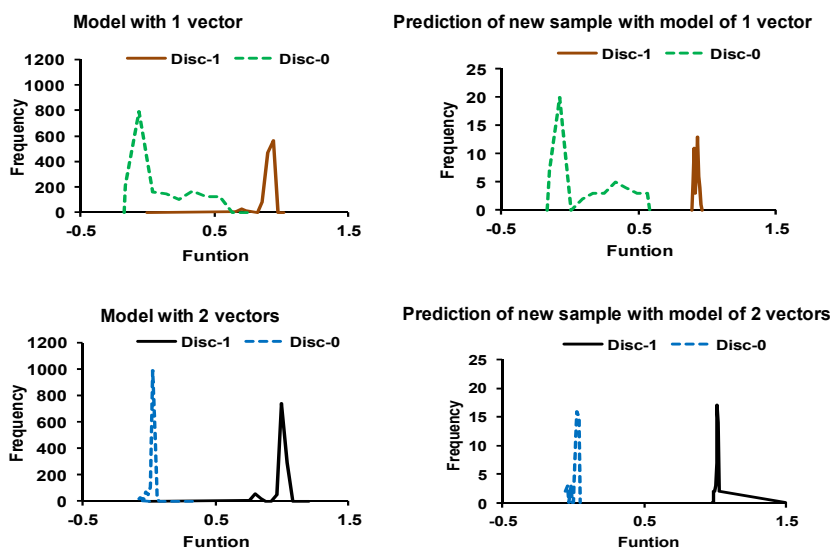 Model with 1 vector
Disc-1 Disc-0
1200
1000
800
600
400
200
0
-0.5 0.5 1.5
Frequency
Funtion
Prediction of new sample with model of 1 vector
Disc-1 Disc-0
25
20
15
10
5
0
-0.5 0.5 1.5
Frequency
Funtion
Model with 2 vectors
Disc-1 Disc-0
1200
1000
800
600
400
200
0
-0.5 0.5 1.5
Frequency
Funtion
Prediction of new sample with model of 2 vectors
Disc-1 Disc-0
25
20
15
10
5
0
-0.5 0.5 1.5
Frequency
Funtion